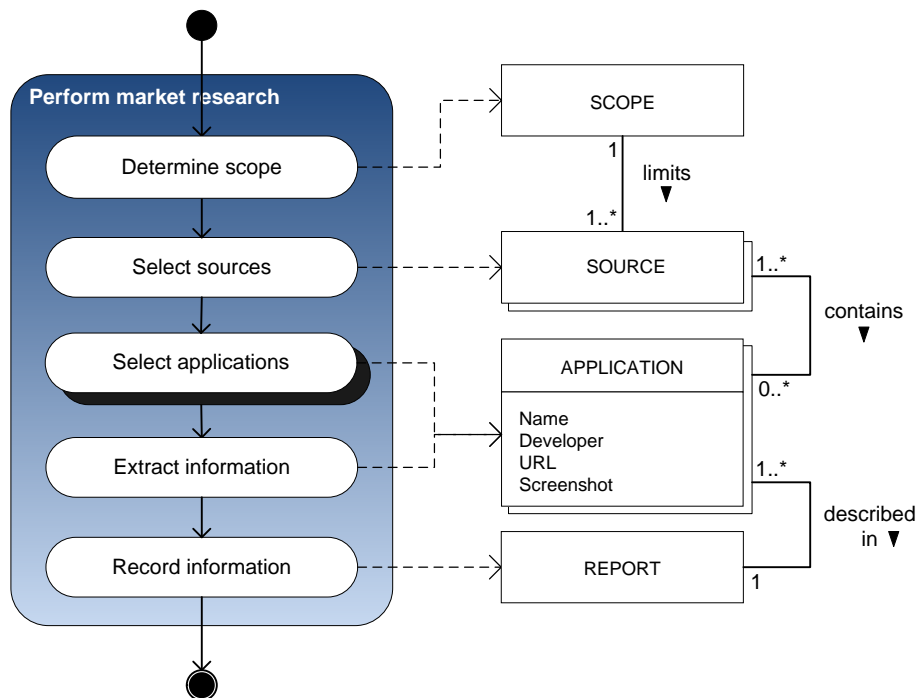 Perform market research
Determine scope
Select sources
Select applications
Extract information
Record information
SCOPE
1
limits
▼
1..*
SOURCE
1..*
contains
▼
0..*
APPLICATION
Name
Developer
URL
Screenshot
1..*
described
in ▼
1
REPORT